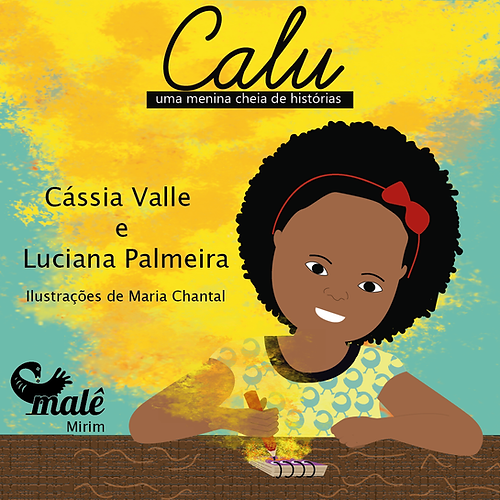 Calu
uma menina cheia de histórias
Cássia Valle
e
Luciana Palmeira
Ilustrações de Maria Chantal
malê
Mirim